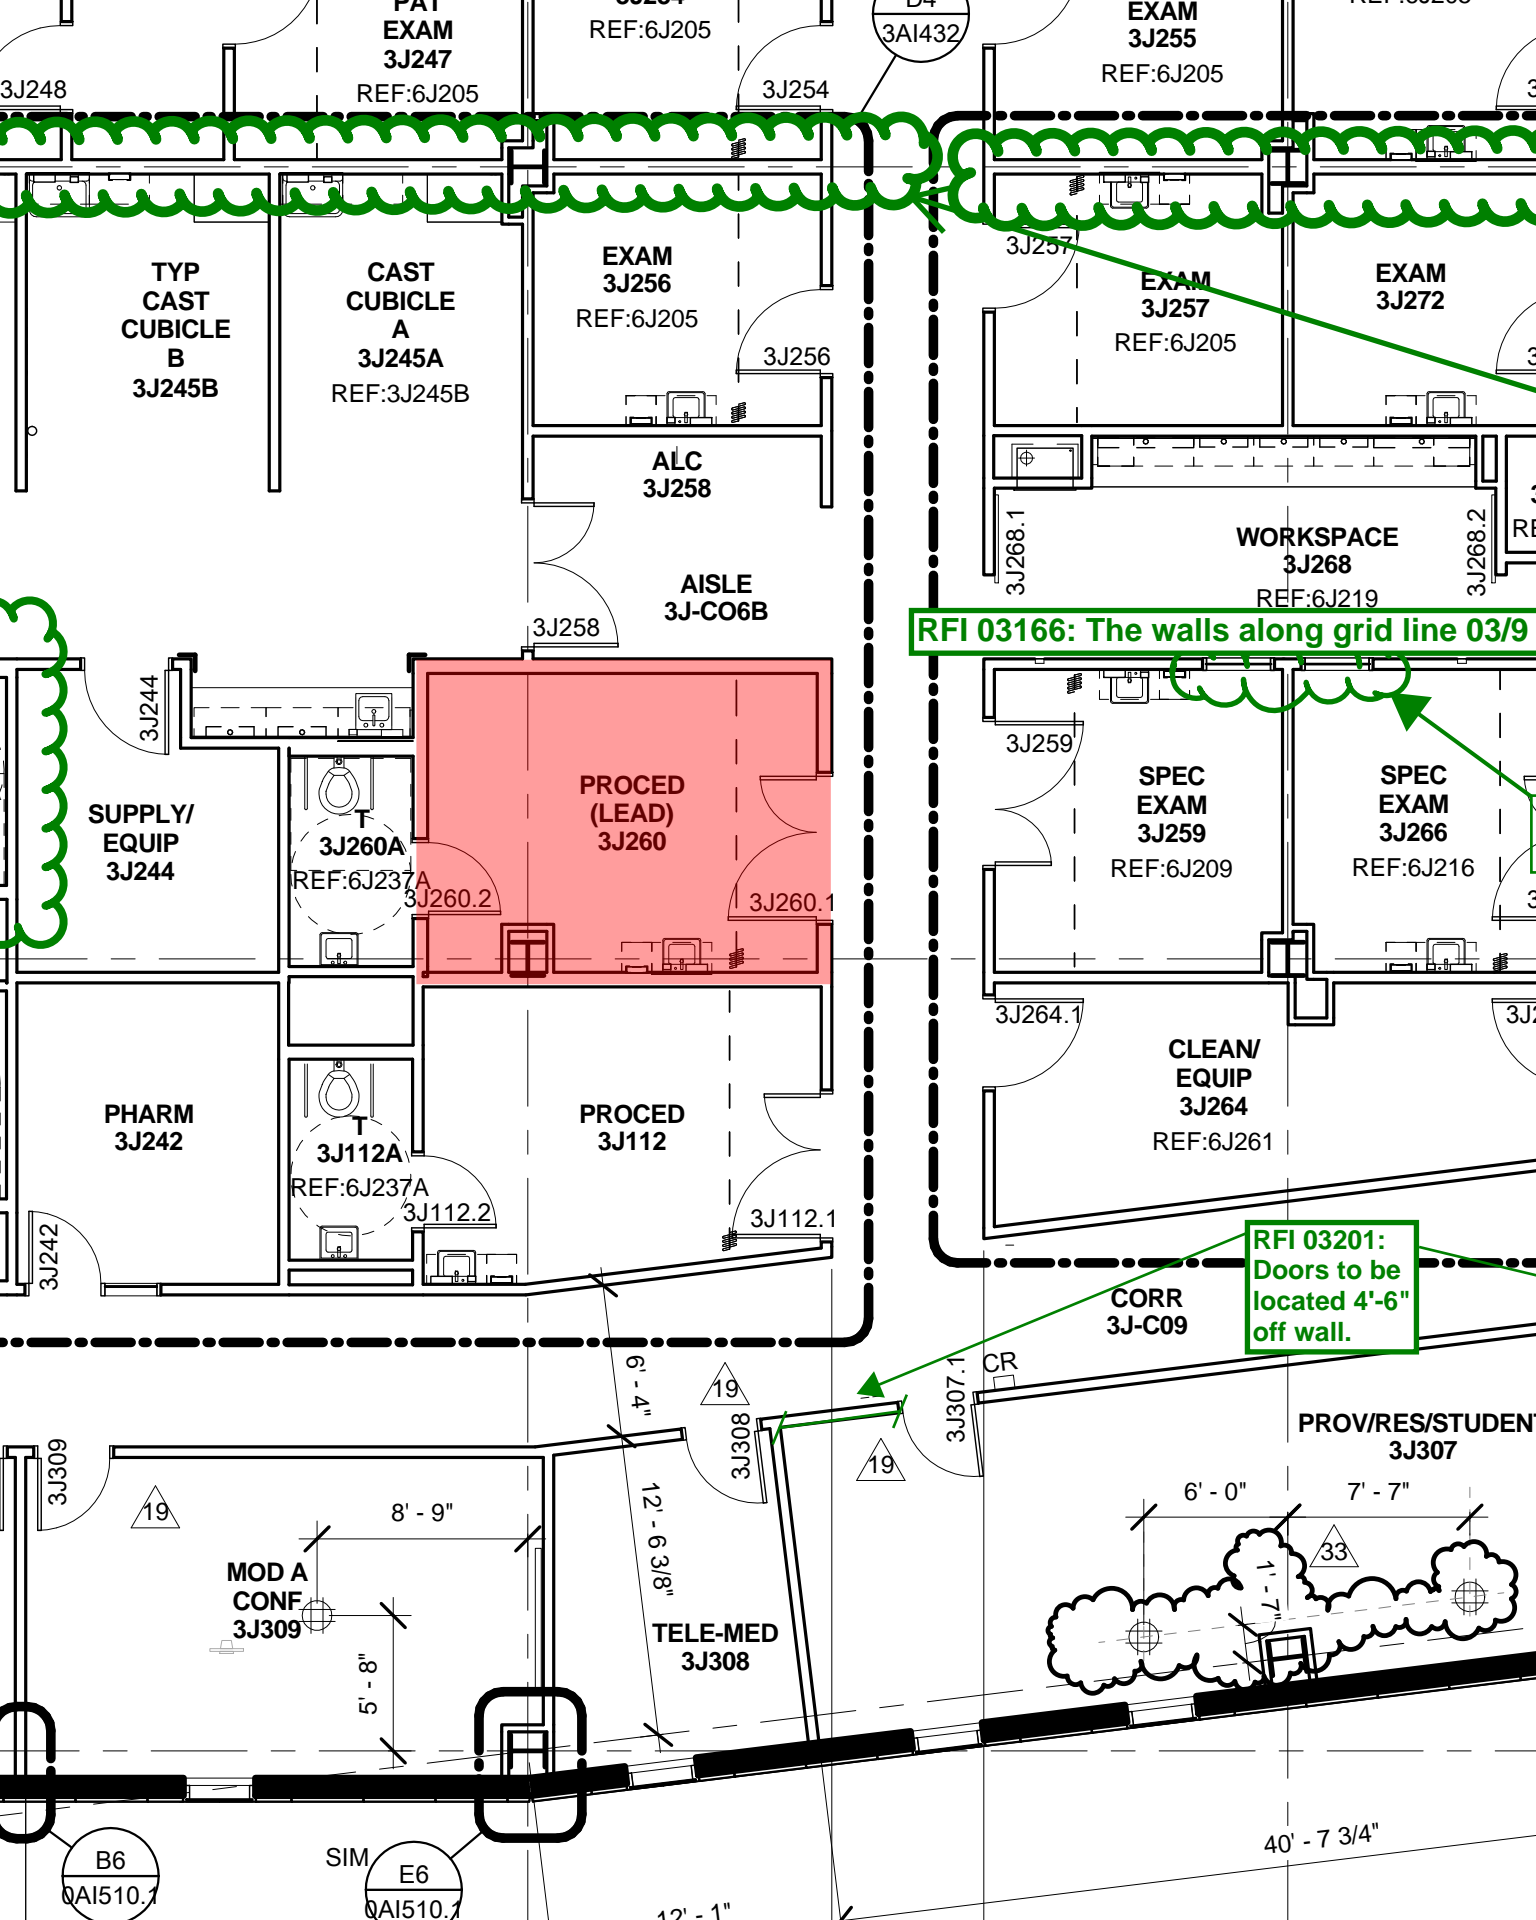 PAT
EXAM
3J247
REF:6J205
REF:6J205
D4
3AI432
EXAM
3J255
REF:6J205
3J248
3J254
TYP
CAST
CUBICLE
B
3J245B
CAST
CUBICLE
A
3J245A
REF:3J245B
EXAM
3J256
REF:6J205
3J256
3J257
EXAM
3J257
REF:6J205
EXAM
3J272
ALC
3J258
AISLE
3J-CO6B
3J258
3J268.1
WORKSPACE
3J268
REF:6J219
3J268.2
RFI 03166: The walls along grid line 03/9
3J244
SUPPLY/
EQUIP
3J244
T
3J260A
REF:6J237A
3J260.2
PROCED
(LEAD)
3J260
3J260.1
3J259
SPEC
EXAM
3J259
REF:6J209
SPEC
EXAM
3J266
REF:6J216
3J264.1
CLEAN/
EQUIP
3J264
REF:6J261
PHARM
3J242
3J242
T
3J112A
REF:6J237A
3J112.2
PROCED
3J112
3J112.1
RFI 03201:
Doors to be
located 4'-6"
off wall.
CORR
3J-C09
CR
6' - 4"
19
3J308
3J307.1
19
PROV/RES/STUDENT
3J307
3J309
19
8' - 9"
12' - 6 3/8"
6' - 0"
7' - 7"
33
1' - 7"
MOD A
CONF
3J309
5' - 8"
TELE-MED
3J308
B6
0AI510.1
SIM
E6
0AI510.1
40' - 7 3/4"
12' - 1"